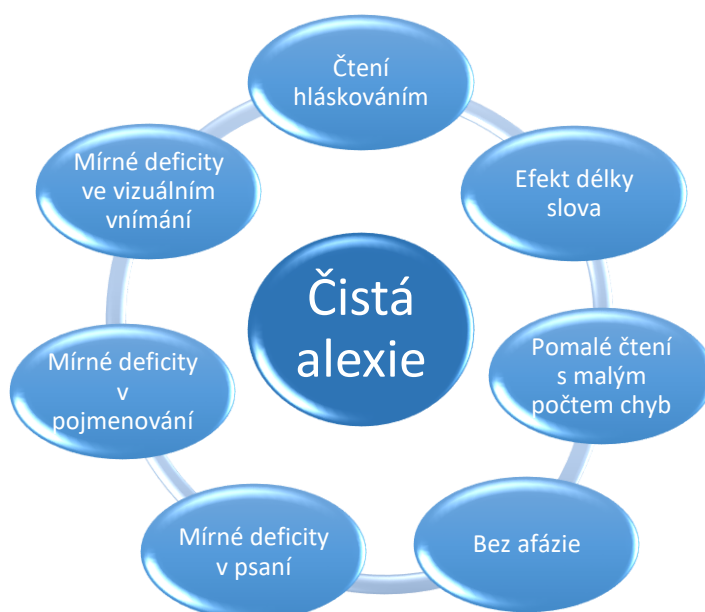 Čtení
hláskováním
Efekt délky
slova
Pomalé čtení
s malým
počtem chyb
Bez afázie
Mírné deficity
v psaní
Mírné deficity
v
pojmenování
Mírné deficity
ve vizuálním
vnímání
Čistá
alexie